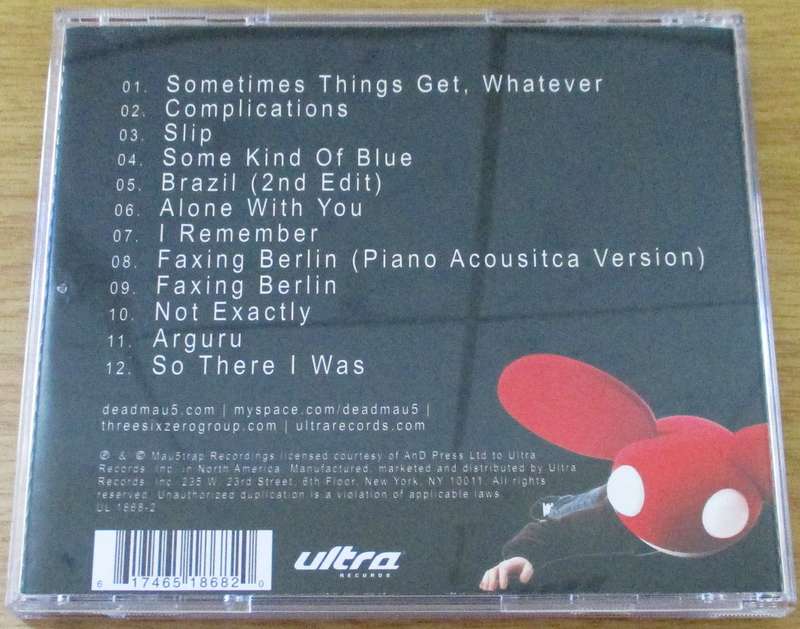 01. Sometimes Things Get, Whatever
02. Complications
03. Slip
04. Some Kind Of Blue
05. Brazil (2nd Edit)
06. Alone With You
07. I Remember
08. Faxing Berlin (Piano Acousitca Version)
09. Faxing Berlin
10. Not Exactly
11. Arguru
12. So There I Was
deadmau5.com | myspace.com/deadmau5 |
threesixzerogroup.com | ultrarecords.com
℗ & © Mau5trap Recordings licensed courtesy of AnD Press Ltd to Ultra
Records, Inc. in North America. Manufactured, marketed and distributed by Ultra
Records, Inc. 235 W. 23rd Street, 6th Floor, New York, NY 10011. All rights
reserved. Unauthorized duplication is a violation of applicable laws.
UL 1868-2
6 17465 18682 0
ultra
RECORDS